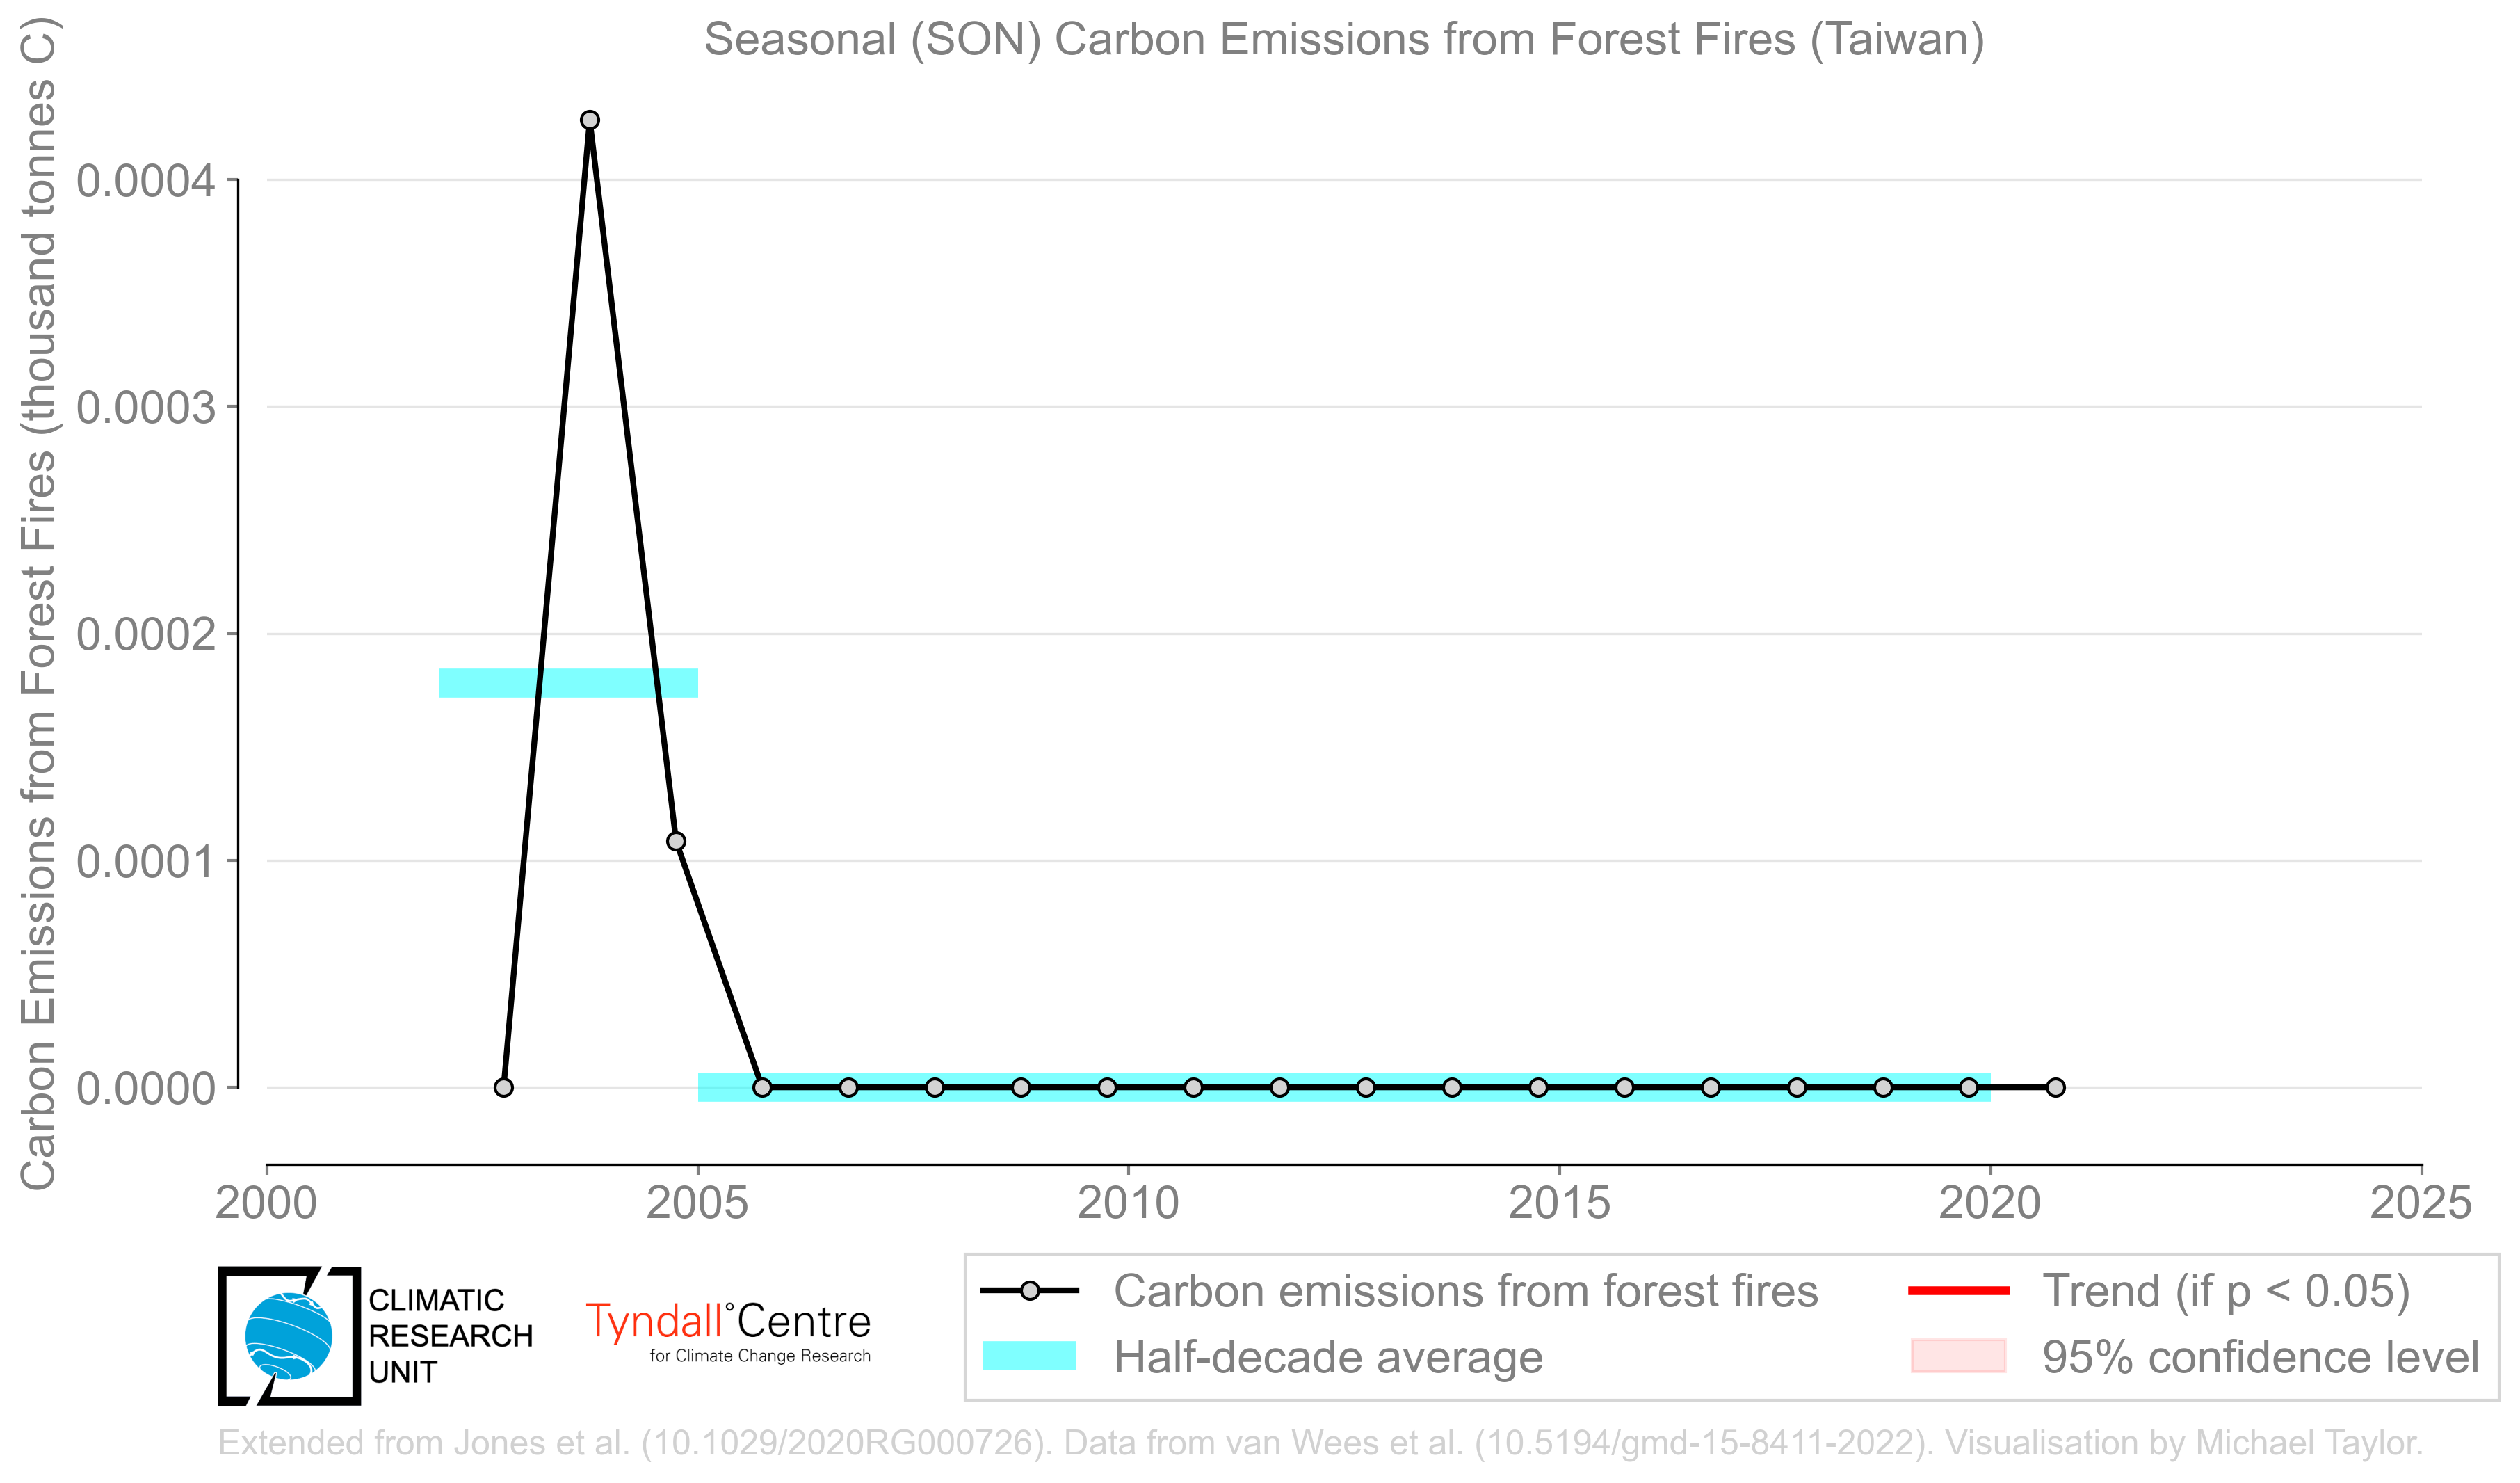 Seasonal (SON) Carbon Emissions from Forest Fires (Taiwan)
Carbon Emissions from Forest Fires (thousand tonnes C)
0.0004
0.0003
0.0002
0.0001
0.0000
2000 2005 2010 2015 2020 2025
CLIMATIC
RESEARCH
UNIT
Tyndall°Centre
for Climate Change Research
Carbon emissions from forest fires
Half-decade average
Trend (if p < 0.05)
95% confidence level
Extended from Jones et al. (10.1029/2020RG000726). Data from van Wees et al. (10.5194/gmd-15-8411-2022). Visualisation by Michael Taylor.